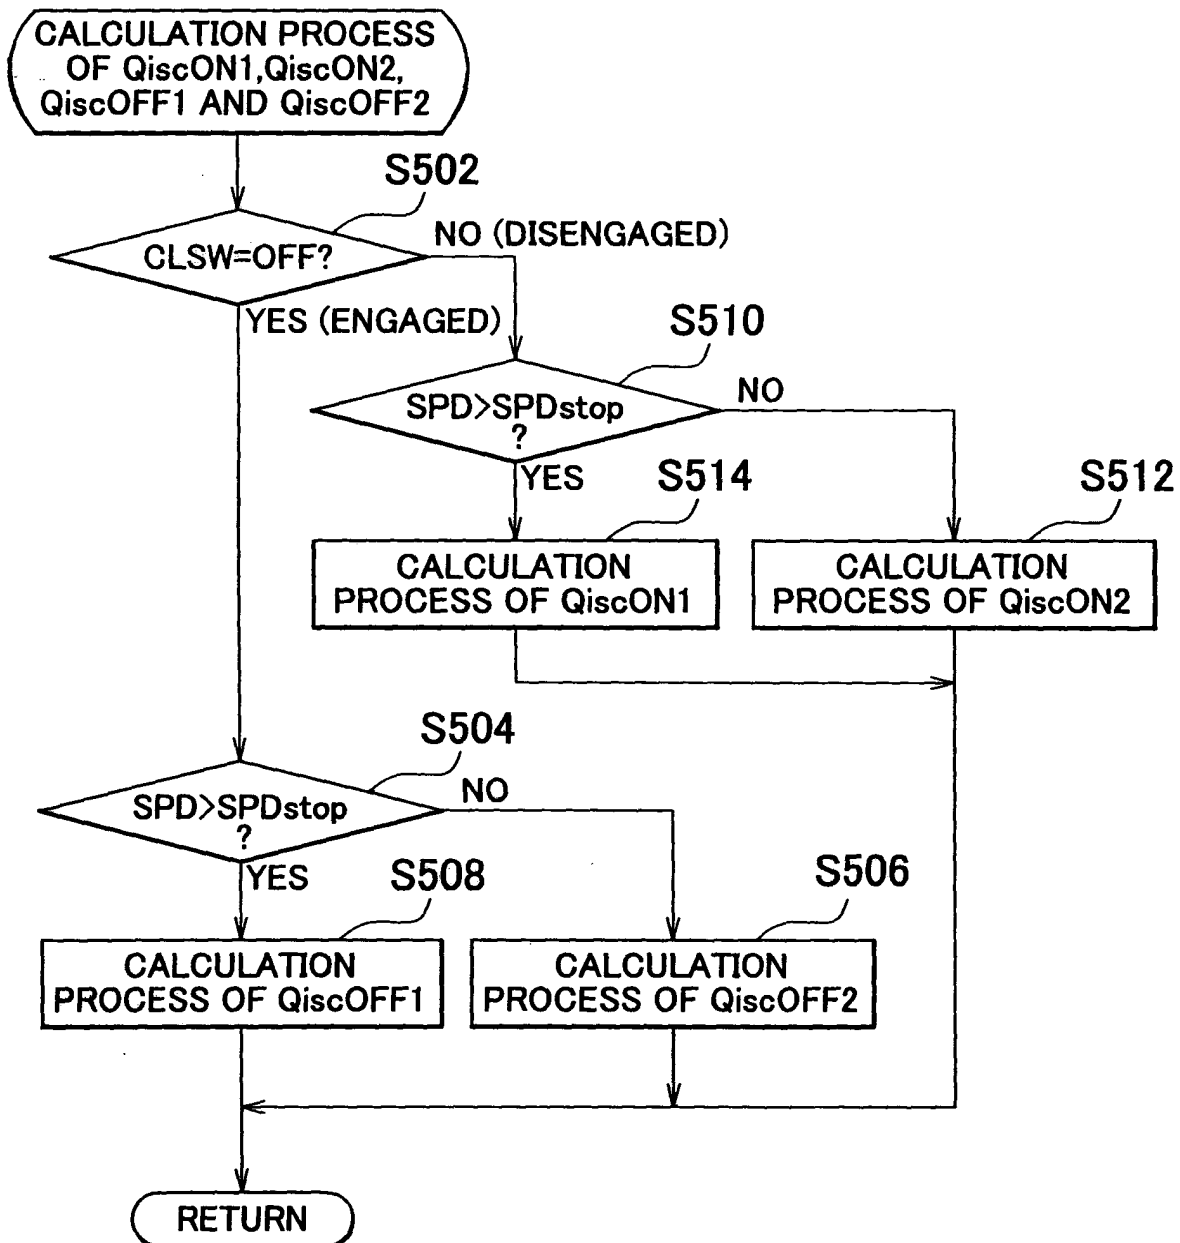 CALCULATION PROCESS
OF QiscON1,QiscON2,
QiscOFF1 AND QiscOFF2
S502
CLSW=OFF?
NO (DISENGAGED)
YES (ENGAGED)
S510
SPD>SPDstop
?
NO
YES
S514
S512
CALCULATION
PROCESS OF QiscON1
CALCULATION
PROCESS OF QiscON2
S504
SPD>SPDstop
?
NO
YES
S508
S506
CALCULATION
PROCESS OF QiscOFF1
CALCULATION
PROCESS OF QiscOFF2
RETURN